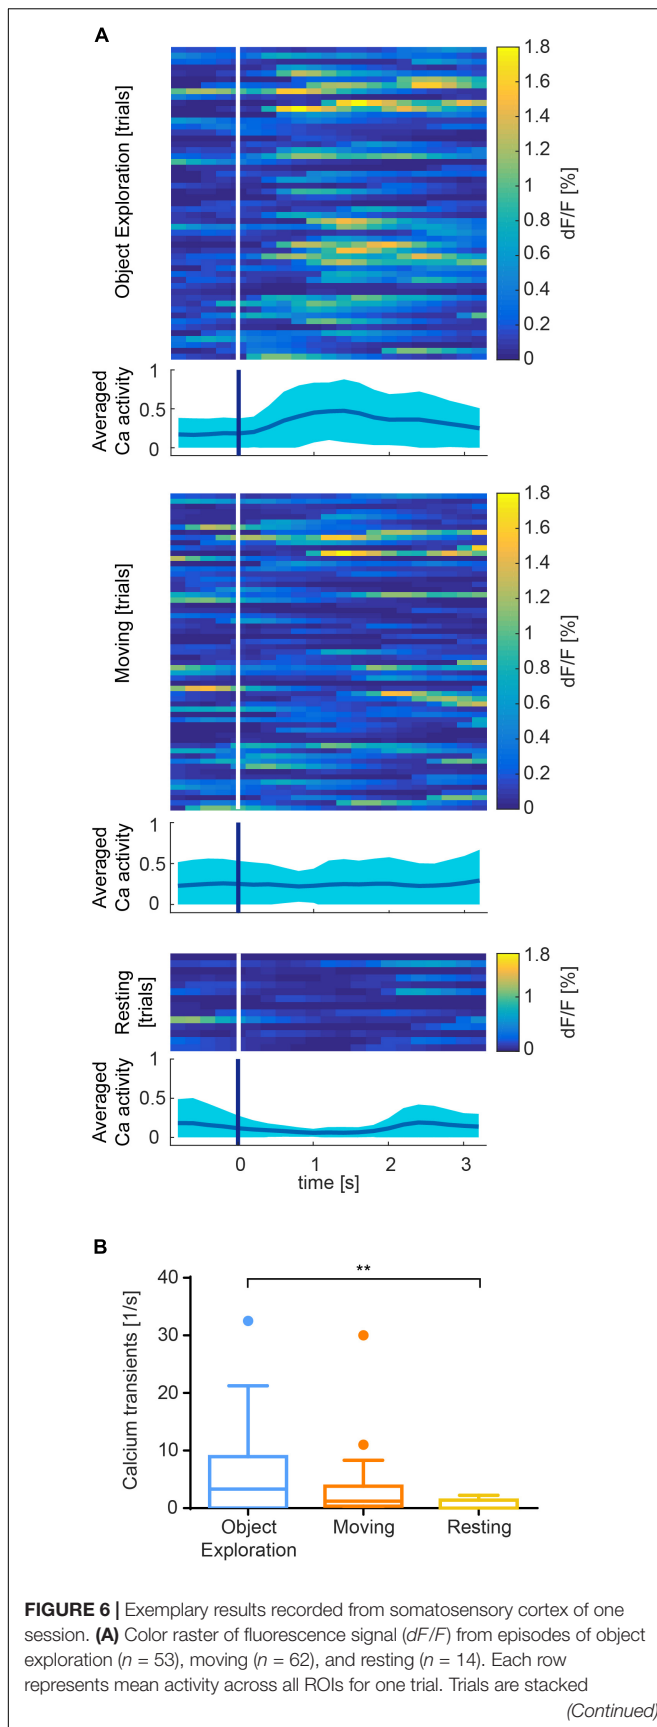 A
Object Exploration [trials]
1.8
1.6
1.4
1.2
1
0.8
0.6
0.4
0.2
0
dF/F [%]
Averaged
Ca activity
1
0.5
0
Moving [trials]
1.8
1.6
1.4
1.2
1
0.8
0.6
0.4
0.2
0
dF/F [%]
Averaged
Ca activity
1
0.5
0
Resting
[trials]
1.8
1
0
dF/F [%]
Averaged
Ca activity
1
0.5
0
0 1 2 3
time [s]
B
**
Calcium transients [1/s]
40
30
20
10
0
Object
Exploration
Moving
Resting
FIGURE 6 | Exemplary results recorded from somatosensory cortex of one
session. (A) Color raster of fluorescence signal (dF/F) from episodes of object
exploration (n = 53), moving (n = 62), and resting (n = 14). Each row
represents mean activity across all ROIs for one trial. Trials are stacked
(Continued)